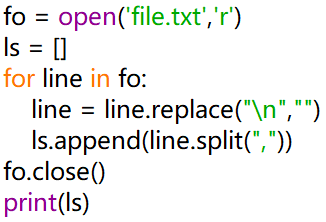 fo = open('file.txt','r')
ls = []
for line in fo:
    line = line.replace("\n","")
    ls.append(line.split(","))
fo.close()
print(ls)